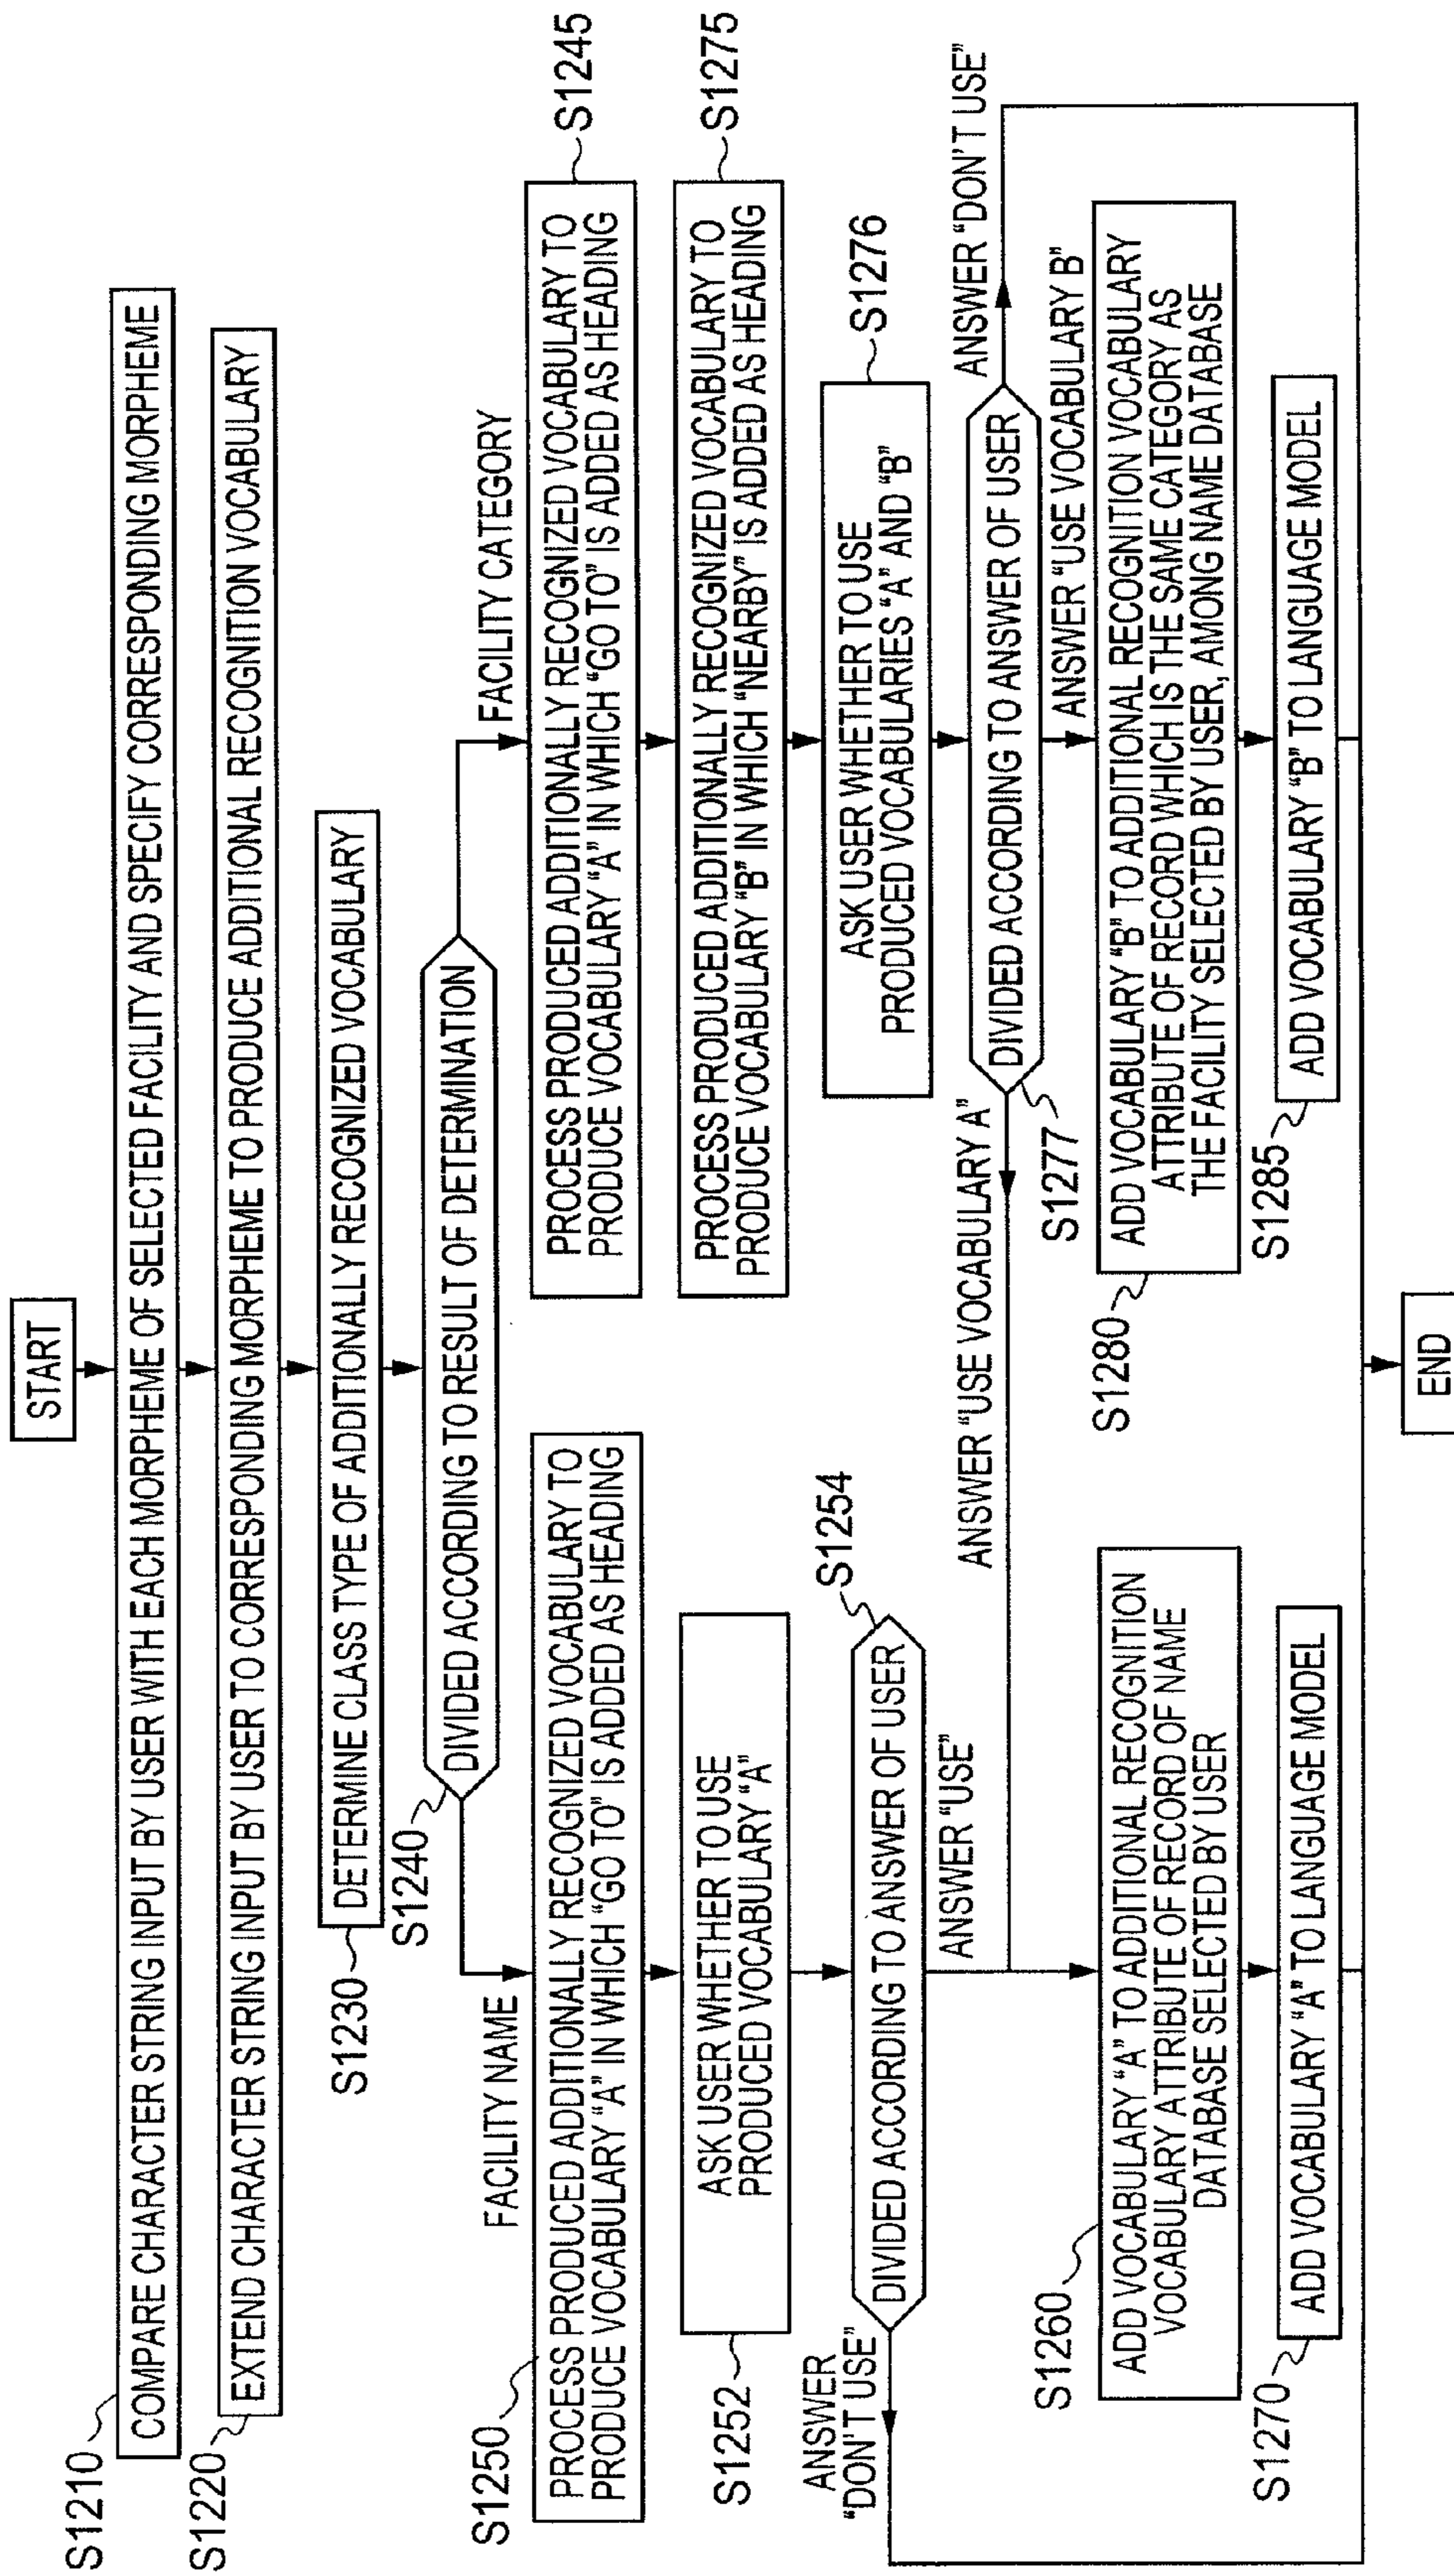 START
S1210
COMPARE CHARACTER STRING INPUT BY USER WITH EACH MORPHEME OF SELECTED FACILITY AND SPECIFY CORRESPONDING MORPHEME
S1220
EXTEND CHARACTER STRING INPUT BY USER TO CORRESPONDING MORPHEME TO PRODUCE ADDITIONAL RECOGNITION VOCABULARY
S1230
DETERMINE CLASS TYPE OF ADDITIONALLY RECOGNIZED VOCABULARY
S1240
DIVIDED ACCORDING TO RESULT OF DETERMINATION
FACILITY NAME
S1250
PROCESS PRODUCED ADDITIONALLY RECOGNIZED VOCABULARY TO
PRODUCE VOCABULARY "A" IN WHICH "GO TO" IS ADDED AS HEADING
S1252
ASK USER WHETHER TO USE
PRODUCED VOCABULARY "A"
S1254
DIVIDED ACCORDING TO ANSWER OF USER
ANSWER
"DON'T USE"
ANSWER "USE"
S1260
ADD VOCABULARY "A" TO ADDITIONAL RECOGNITION
VOCABULARY ATTRIBUTE OF RECORD OF NAME
DATABASE SELECTED BY USER
S1270
ADD VOCABULARY "A" TO LANGUAGE MODEL
FACILITY CATEGORY
S1245
PROCESS PRODUCED ADDITIONALLY RECOGNIZED VOCABULARY TO
PRODUCE VOCABULARY "A" IN WHICH "GO TO" IS ADDED AS HEADING
S1275
PROCESS PRODUCED ADDITIONALLY RECOGNIZED VOCABULARY TO
PRODUCE VOCABULARY "B" IN WHICH "NEARBY" IS ADDED AS HEADING
S1276
ASK USER WHETHER TO USE
PRODUCED VOCABULARIES "A" AND "B"
S1277
DIVIDED ACCORDING TO ANSWER OF USER
ANSWER "USE VOCABULARY A"
ANSWER "DON'T USE"
ANSWER "USE VOCABULARY B"
S1280
ADD VOCABULARY "B" TO ADDITIONAL RECOGNITION VOCABULARY
ATTRIBUTE OF RECORD WHICH IS THE SAME CATEGORY AS
THE FACILITY SELECTED BY USER, AMONG NAME DATABASE
S1285
ADD VOCABULARY "B" TO LANGUAGE MODEL
END